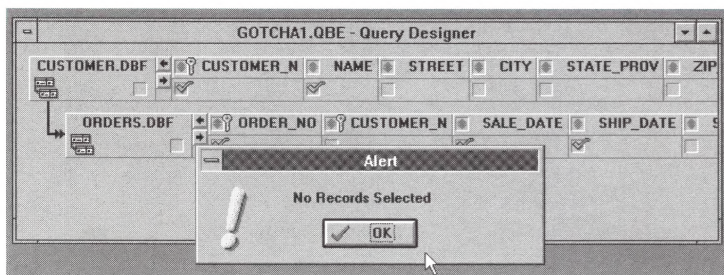 GOTCHA1.QBE - Query Designer
CUSTOMER.DBF CUSTOMER_N NAME STREET CITY STATE_PROV ZIP
ORDERS.DBF ORDER_NO CUSTOMER_N SALE_DATE SHIP_DATE S
Alert
No Records Selected
OK